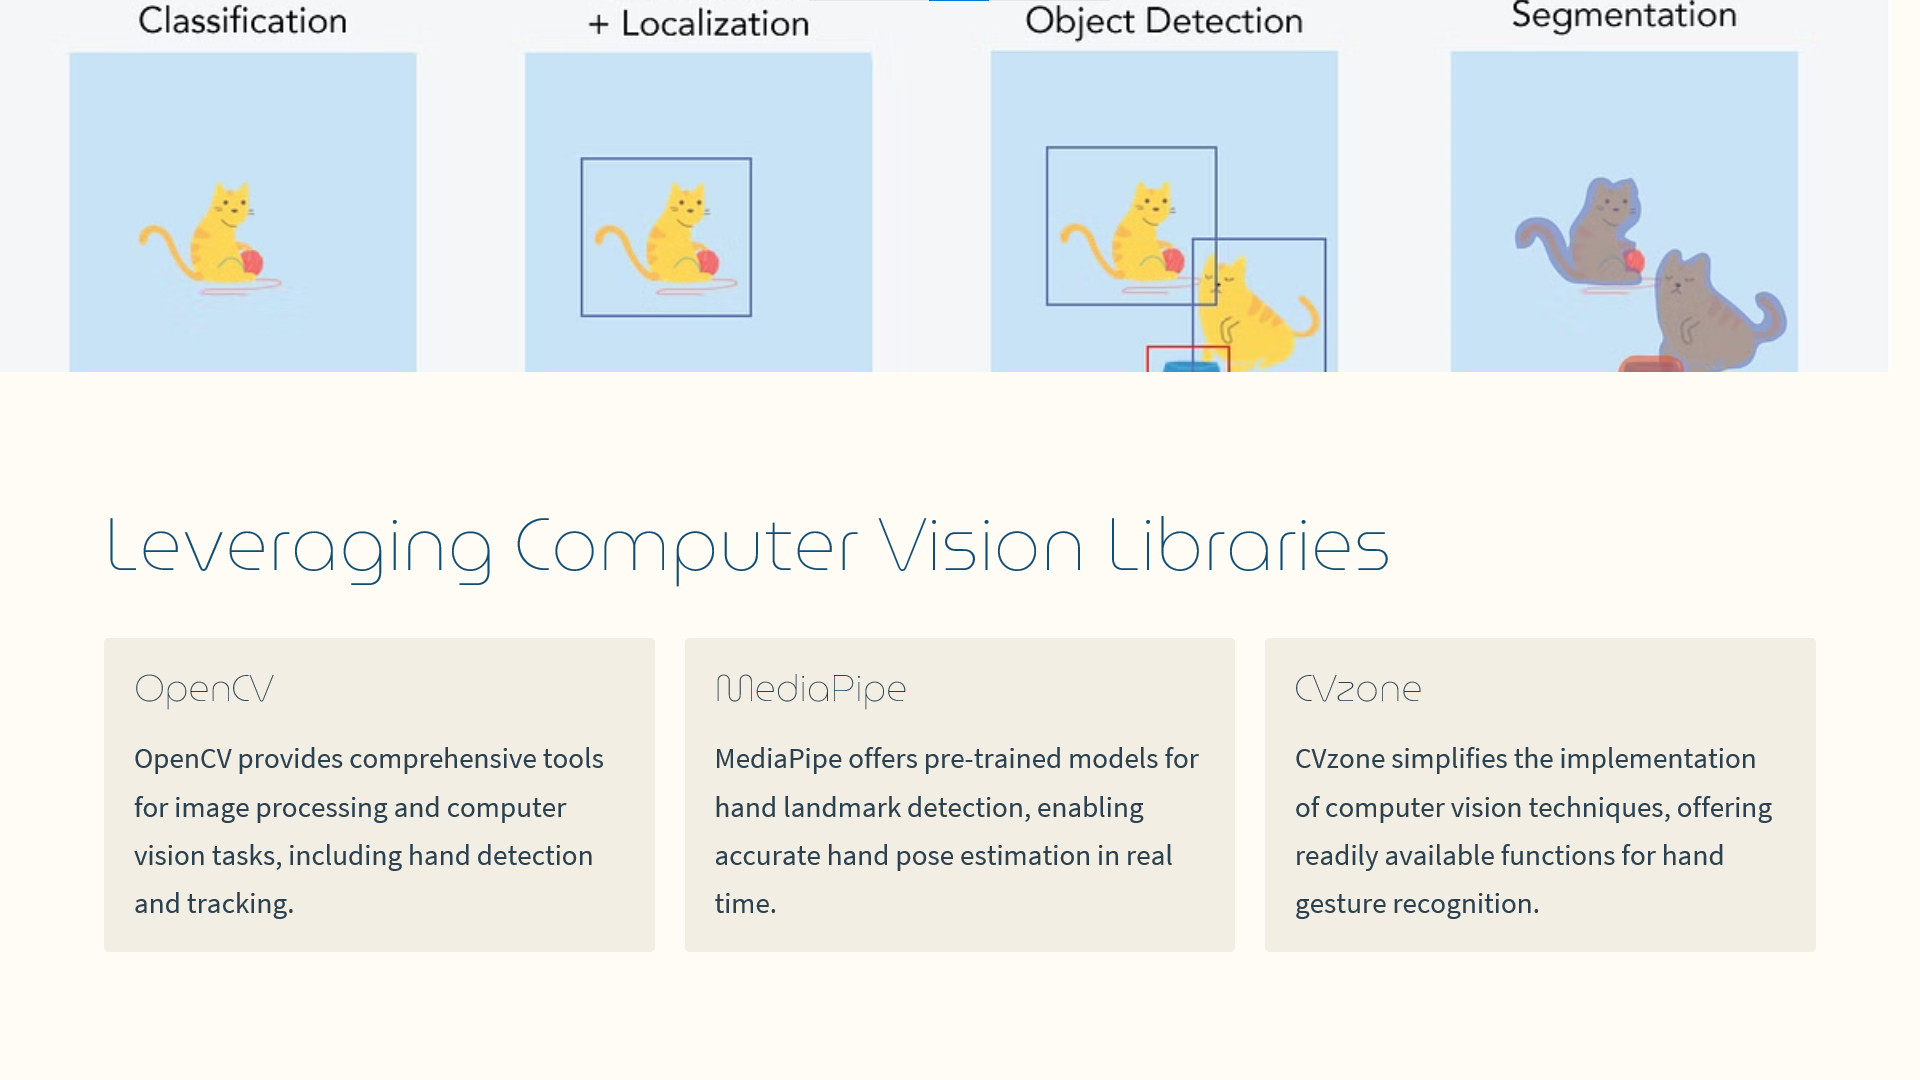 Classification
+ Localization
Object Detection
Segmentation
Leveraging Computer Vision Libraries
OpenCV
OpenCV provides comprehensive tools
for image processing and computer
vision tasks, including hand detection
and tracking.
MediaPipe
MediaPipe offers pre-trained models for
hand landmark detection, enabling
accurate hand pose estimation in real
time.
CVzone
CVzone simplifies the implementation
of computer vision techniques, offering
readily available functions for hand
gesture recognition.